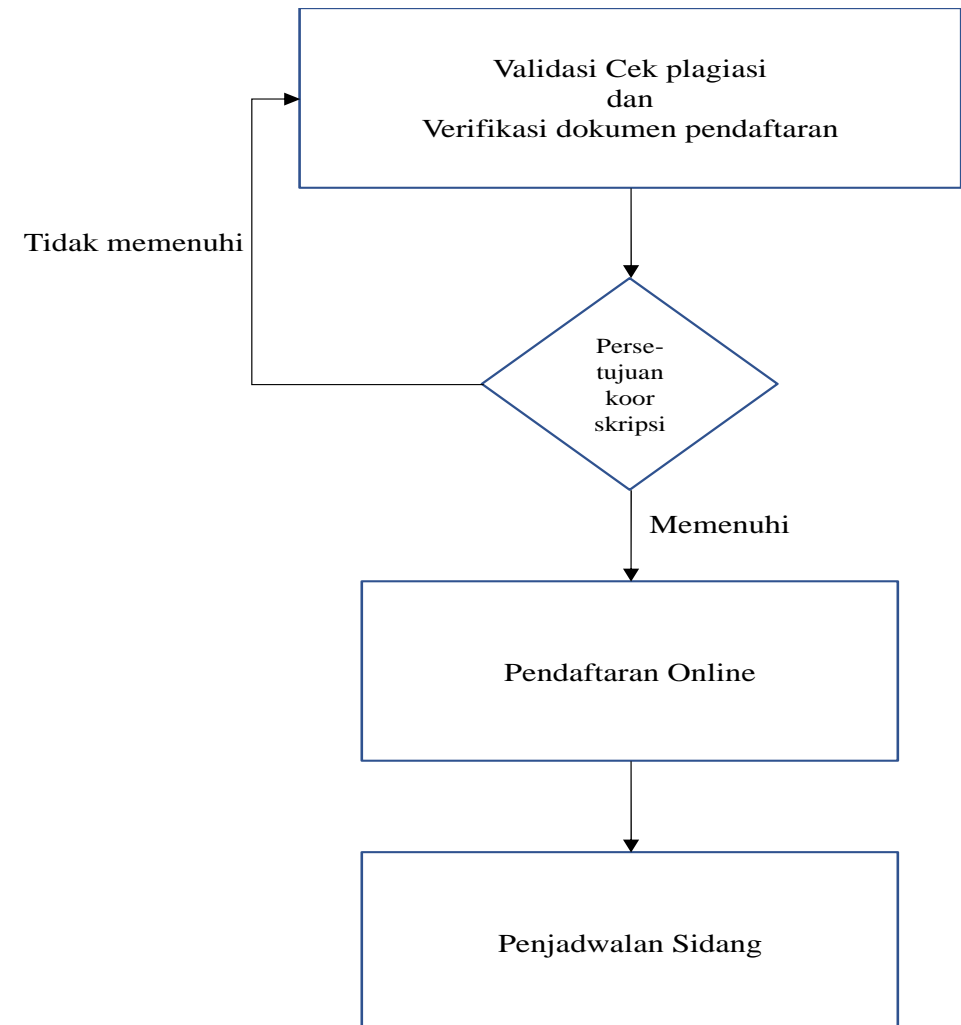 Validasi Cek plagiasi
dan
Verifikasi dokumen pendaftaran
Tidak memenuhi
Perse-
tujuan
koor
skripsi
Memenuhi
Pendaftaran Online
Penjadwalan Sidang